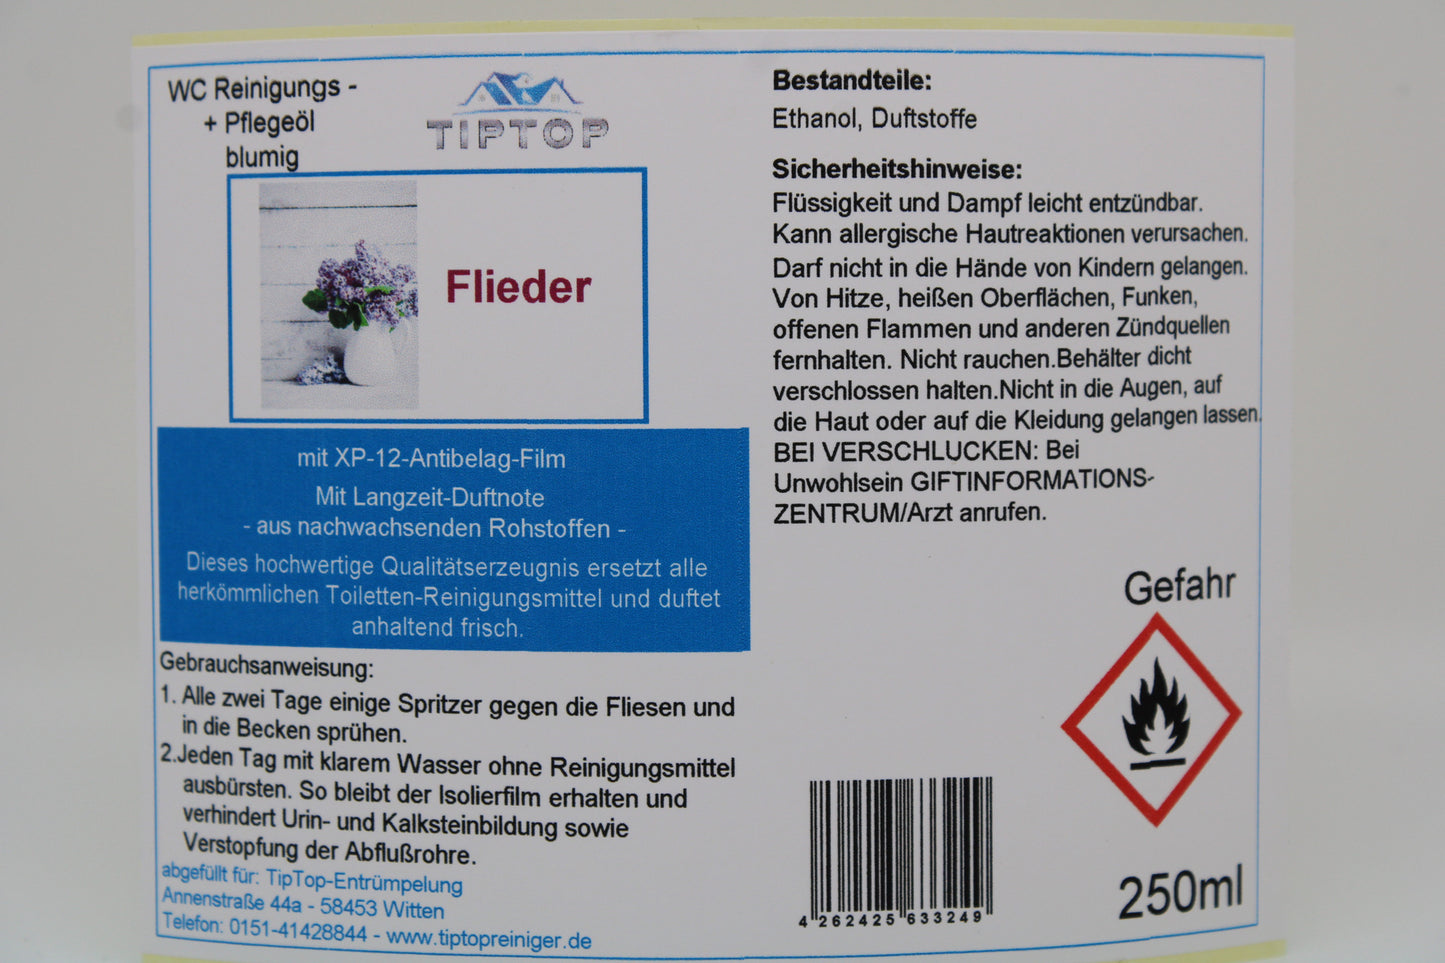 WC Reinigungs -
+ Pflegeöl
blumig
TIPTOP
Flieder
mit XP-12-Antibelag-Film
Mit Langzeit-Duftnote
- aus nachwachsenden Rohstoffen -
Dieses hochwertige Qualitätserzeugnis ersetzt alle
herkömmlichen Toiletten-Reinigungsmittel und duftet
anhaltend frisch.
Gebrauchsanweisung:
1. Alle zwei Tage einige Spritzer gegen die Fliesen und
in die Becken sprühen.
2.Jeden Tag mit klarem Wasser ohne Reinigungsmittel
ausbürsten. So bleibt der Isolierfilm erhalten und
verhindert Urin- und Kalksteinbildung sowie
Verstopfung der Abflußrohre.
abgefüllt für: TipTop-Entrümpelung
Annenstraße 44a - 58453 Witten
Telefon: 0151-41428844 - www.tiptopreiniger.de
Bestandteile:
Ethanol, Duftstoffe
Sicherheitshinweise:
Flüssigkeit und Dampf leicht entzündbar.
Kann allergische Hautreaktionen verursachen.
Darf nicht in die Hände von Kindern gelangen.
Von Hitze, heißen Oberflächen, Funken,
offenen Flammen und anderen Zündquellen
fernhalten. Nicht rauchen.Behälter dicht
verschlossen halten.Nicht in die Augen, auf
die Haut oder auf die Kleidung gelangen lassen.
BEI VERSCHLUCKEN: Bei
Unwohlsein GIFTINFORMATIONS-
ZENTRUM/Arzt anrufen.
Gefahr
4 262425 633249
250ml